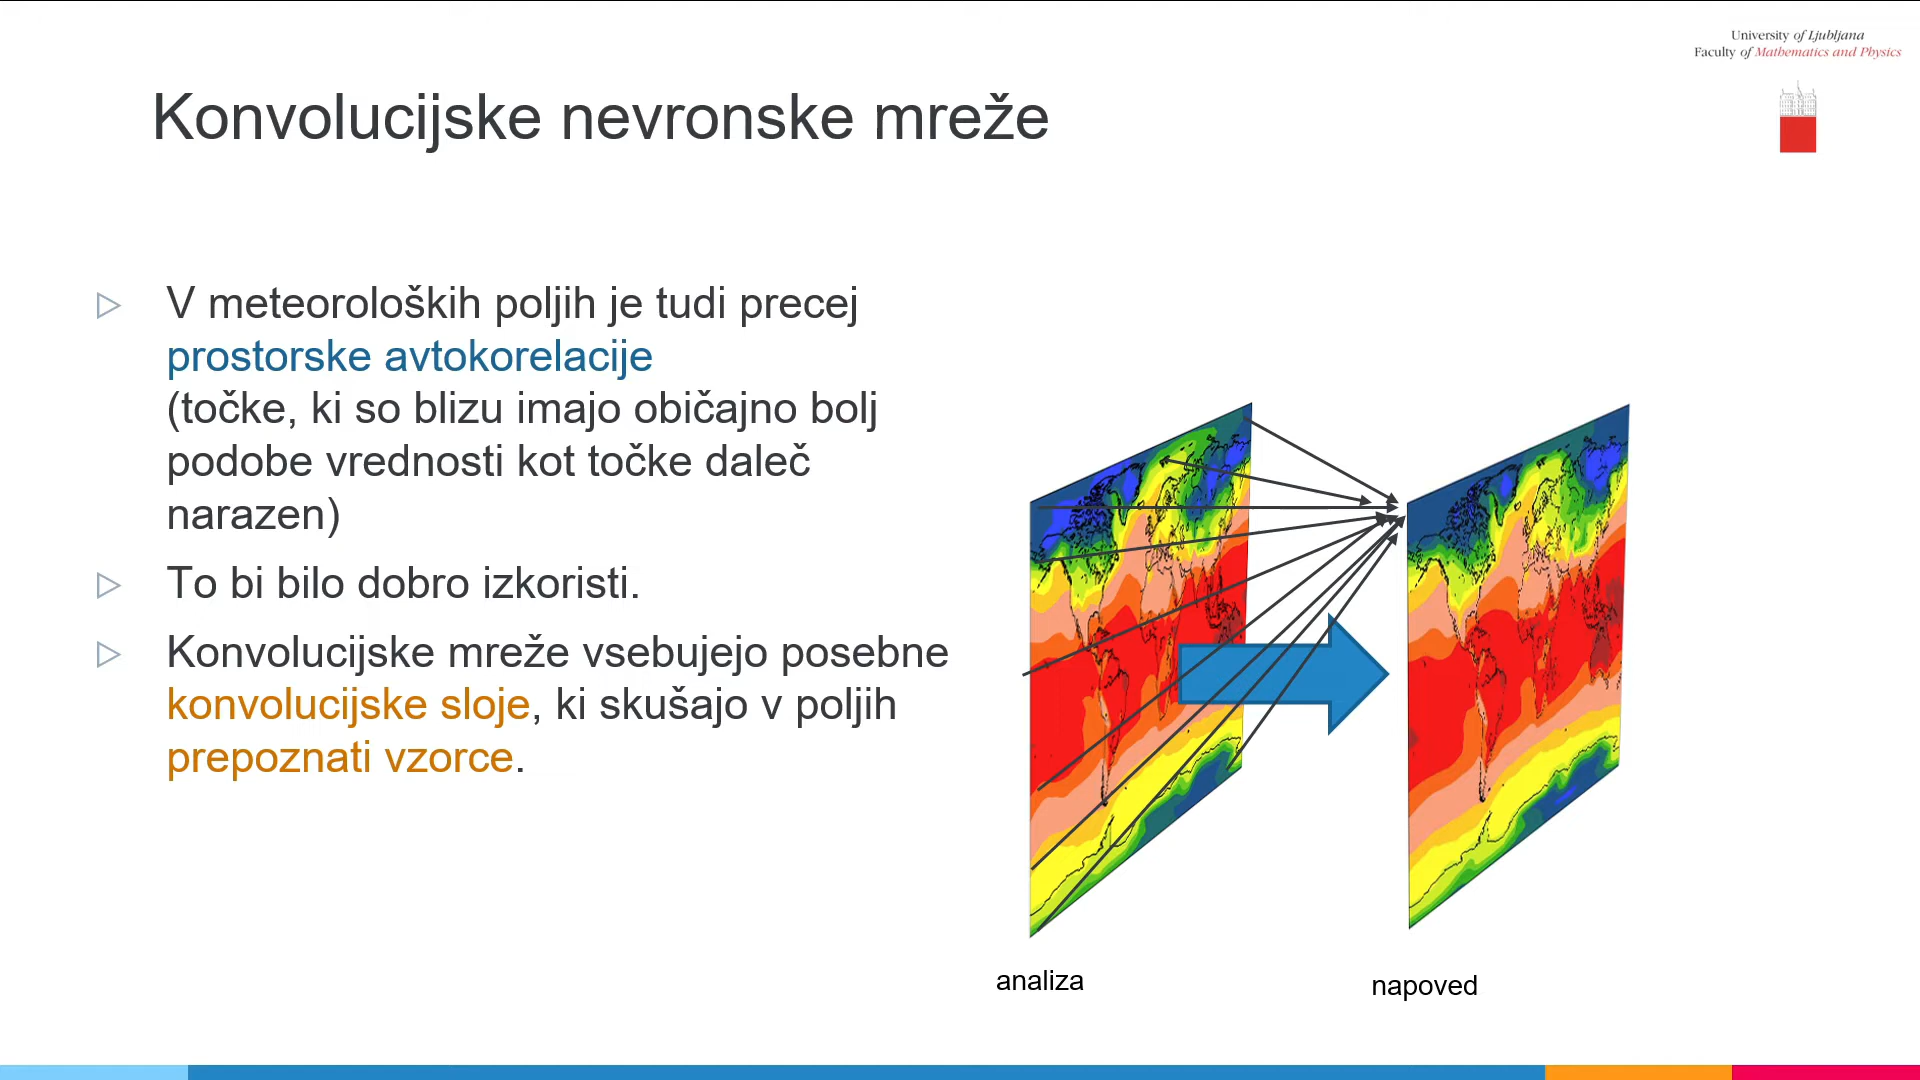 University of Ljubljana
Faculty of Mathematics and Physics
Konvolucijske nevronske mreže
V meteoroloških poljih je tudi precej
prostorske avtokorelacije
(točke, ki so blizu imajo običajno bolj
podobe vrednosti kot točke daleč
narazen)
To bi bilo dobro izkoristi.
Konvolucijske mreže vsebujejo posebne
konvolucijske sloje, ki skušajo v poljih
prepoznati vzorce.
analiza
napoved